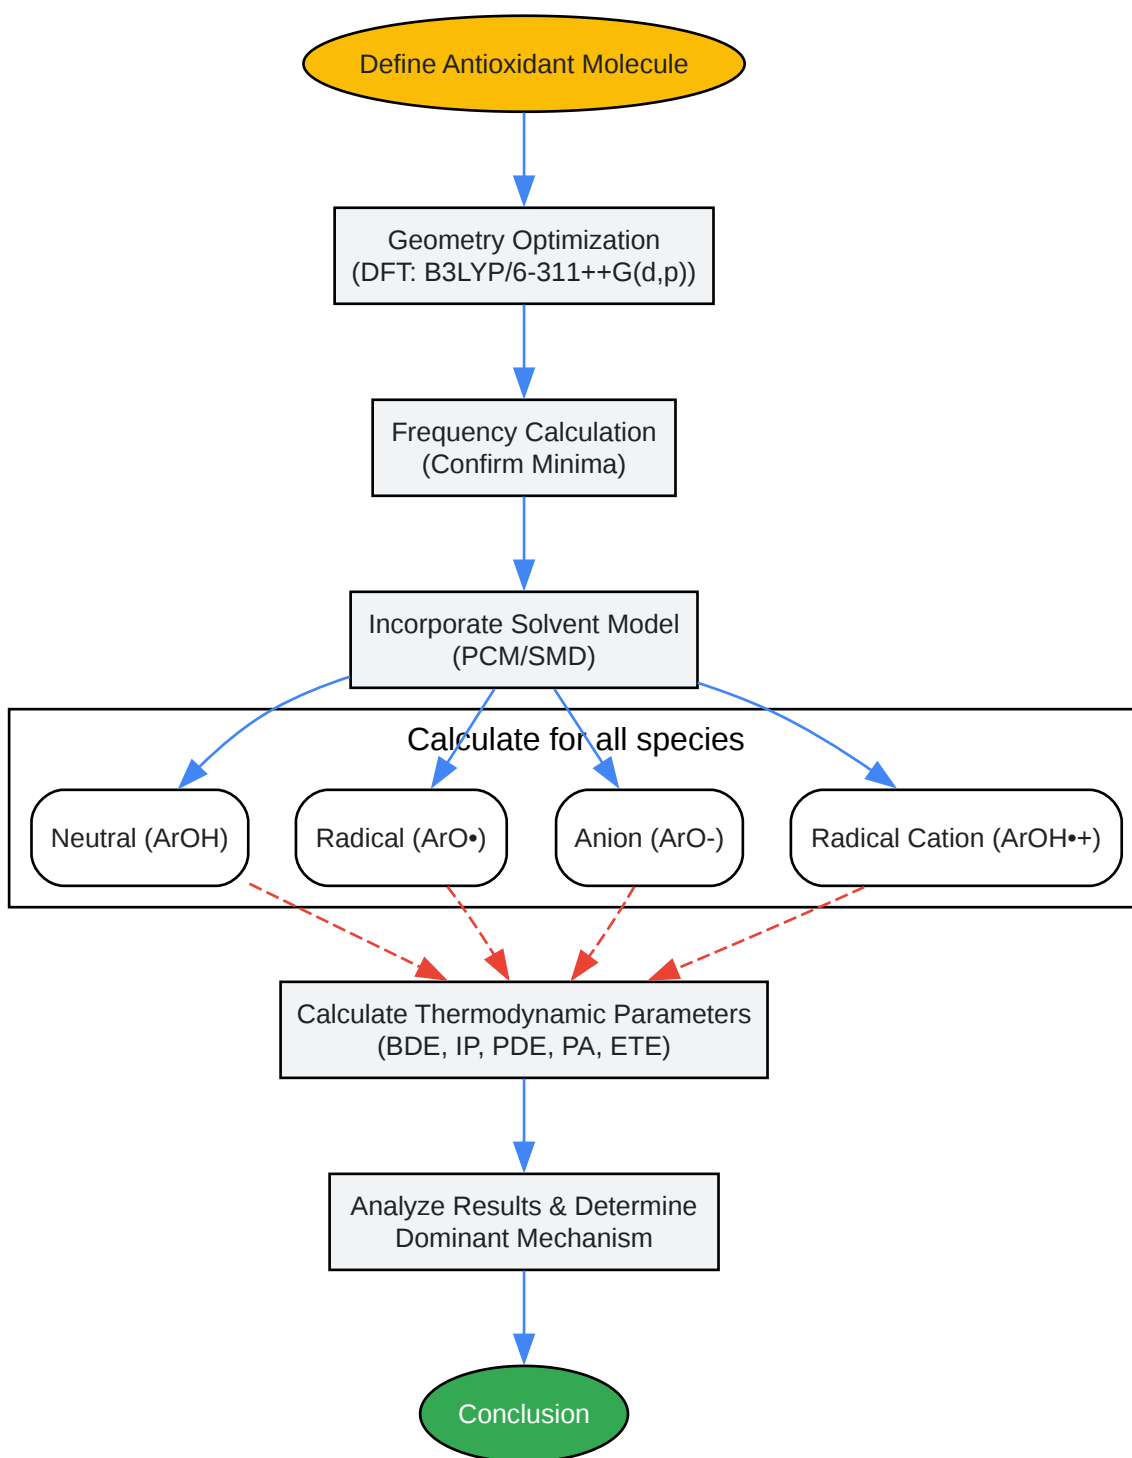 Define Antioxidant Molecule
Geometry Optimization
(DFT: B3LYP/6-311++G(d,p))
Frequency Calculation
(Confirm Minima)
Incorporate Solvent Model
(PCM/SMD)
Calculate for all species
Neutral (ArOH)
Radical (ArO•)
Anion (ArO-)
Radical Cation (ArOH•+)
Calculate Thermodynamic Parameters
(BDE, IP, PDE, PA, ETE)
Analyze Results & Determine
Dominant Mechanism
Conclusion